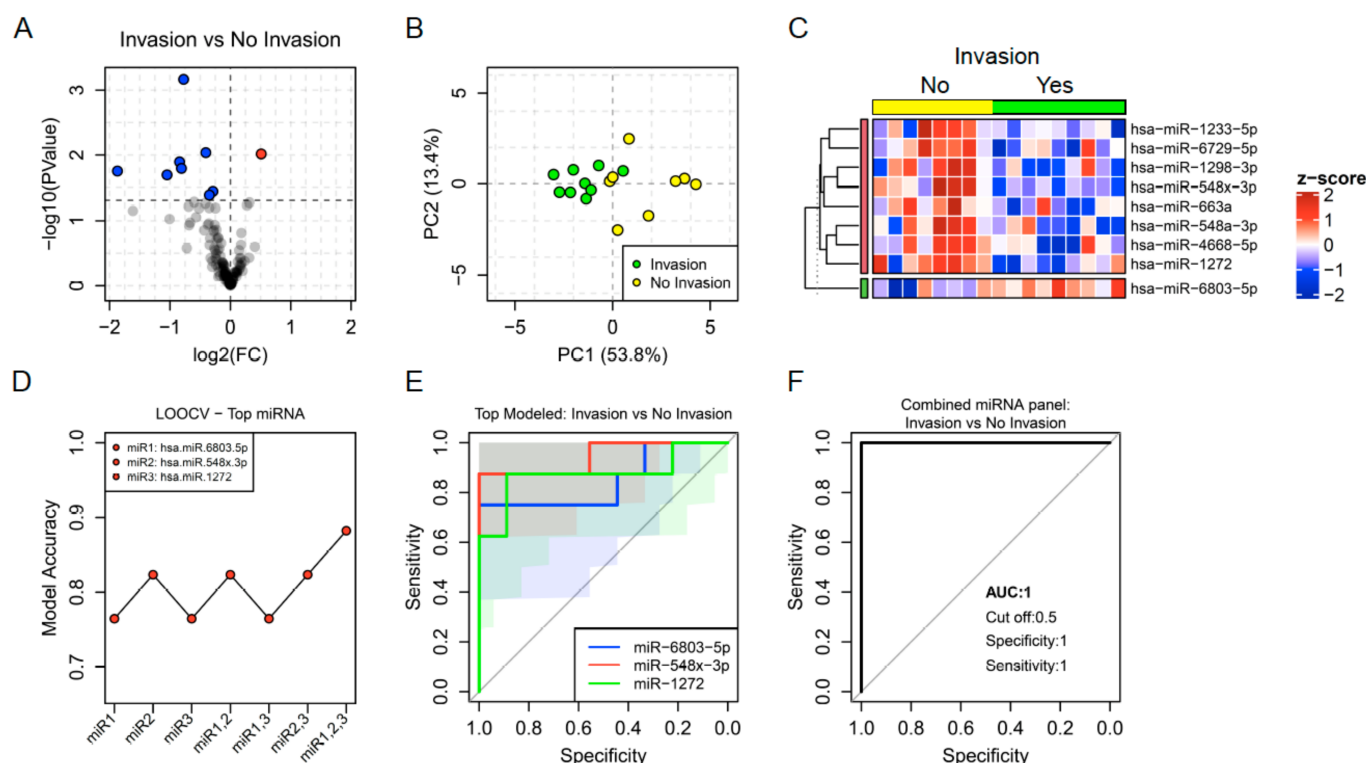 A
Invasion vs No Invasion
−log10(PValue)
3
2
1
0
−2
−1
0
1
2
log2(FC)
B
PC2 (13.4%)
5
0
−5
Invasion
No Invasion
−5
0
5
PC1 (53.8%)
C
Invasion
No
Yes
hsa−miR−1233−5p
hsa−miR−6729−5p
hsa−miR−1298−3p
hsa−miR−548x−3p
hsa−miR−663a
hsa−miR−548a−3p
hsa−miR−4668−5p
hsa−miR−1272
hsa−miR−6803−5p
z−score
2
1
0
−1
−2
D
LOOCV − Top miRNA
miR1: hsa.miR.6803.5p
miR2: hsa.miR.548x.3p
miR3: hsa.miR.1272
Model Accuracy
1.0
0.9
0.8
0.7
miR1
miR2
miR3
miR1,2
miR1,3
miR2,3
miR1,2,3
E
Top Modeled: Invasion vs No Invasion
Sensitivity
1.0
0.8
0.6
0.4
0.2
0.0
miR−6803−5p
miR−548x−3p
miR−1272
1.0
0.8
0.6
0.4
0.2
0.0
Specificity
F
Combined miRNA panel:
Invasion vs No Invasion
Sensitivity
1.0
0.8
0.6
0.4
0.2
0.0
AUC:1
Cut off:0.5
Specificity:1
Sensitivity:1
1.0
0.8
0.6
0.4
0.2
0.0
Specificity